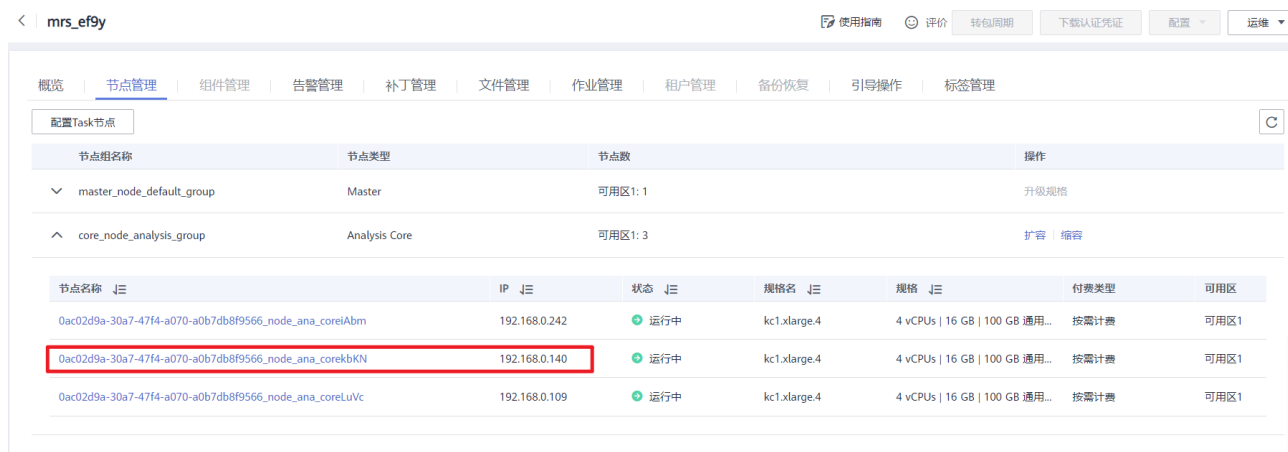 mrs_ef9y 使用指南 评价 转包周期 下载认证凭证 配置 运维
概览 节点管理 组件管理 告警管理 补丁管理 文件管理 作业管理 租户管理 备份恢复 引导操作 标签管理
配置Task节点
节点组名称 节点类型 节点数 操作
master_node_default_group Master 可用区1: 1 升级规格
core_node_analysis_group Analysis Core 可用区1: 3 扩容 缩容
节点名称 IP 状态 规格名 规格 付费类型 可用区
0ac02d9a-30a7-47f4-a070-a0b7db8f9566_node_ana_coreiAbm 192.168.0.242 运行中 kc1.xlarge.4 4 vCPUs | 16 GB | 100 GB 通用... 按需计费 可用区1
0ac02d9a-30a7-47f4-a070-a0b7db8f9566_node_ana_corekbKN 192.168.0.140 运行中 kc1.xlarge.4 4 vCPUs | 16 GB | 100 GB 通用... 按需计费 可用区1
0ac02d9a-30a7-47f4-a070-a0b7db8f9566_node_ana_coreLuVc 192.168.0.109 运行中 kc1.xlarge.4 4 vCPUs | 16 GB | 100 GB 通用... 按需计费 可用区1